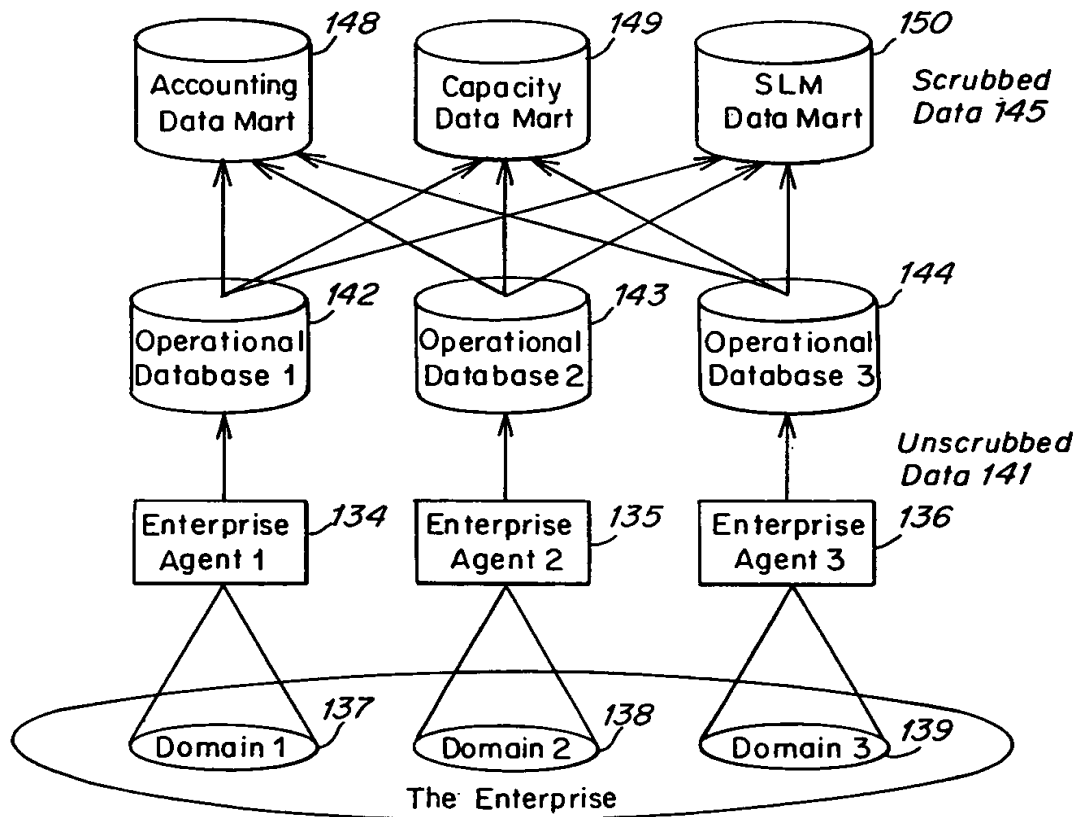 148
149
150
Accounting
Data Mart
Capacity
Data Mart
SLM
Data Mart
Scrubbed
Data 145
142
143
144
Operational
Database 1
Operational
Database 2
Operational
Database 3
Unscrubbed
Data 141
134
135
136
Enterprise
Agent 1
Enterprise
Agent 2
Enterprise
Agent 3
137
138
139
Domain 1
Domain 2
Domain 3
The Enterprise